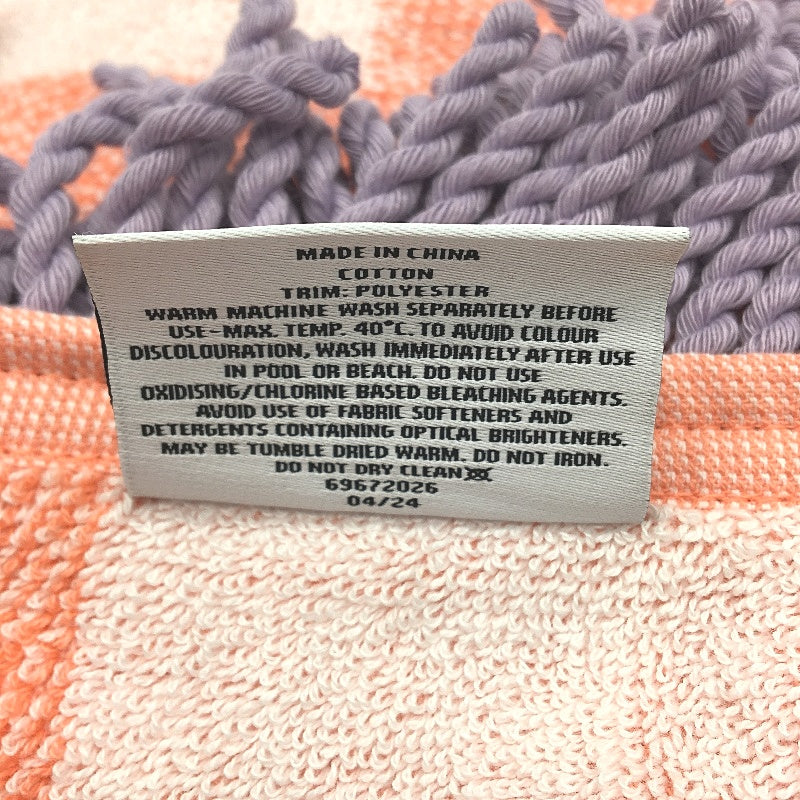 MADE IN CHINA
COTTON
TRIM: POLYESTER
WARM MACHINE WASH SEPARATELY BEFORE
USE-MAX. TEMP. 40°C. TO AVOID COLOUR
DISCOLOURATION, WASH IMMEDIATELY AFTER USE
IN POOL OR BEACH. DO NOT USE
OXIDISING/CHLORINE BASED BLEACHING AGENTS.
AVOID USE OF FABRIC SOFTENERS AND
DETERGENTS CONTAINING OPTICAL BRIGHTENERS.
MAY BE TUMBLE DRIED WARM. DO NOT IRON.
DO NOT DRY CLEAN
69672026
04/24